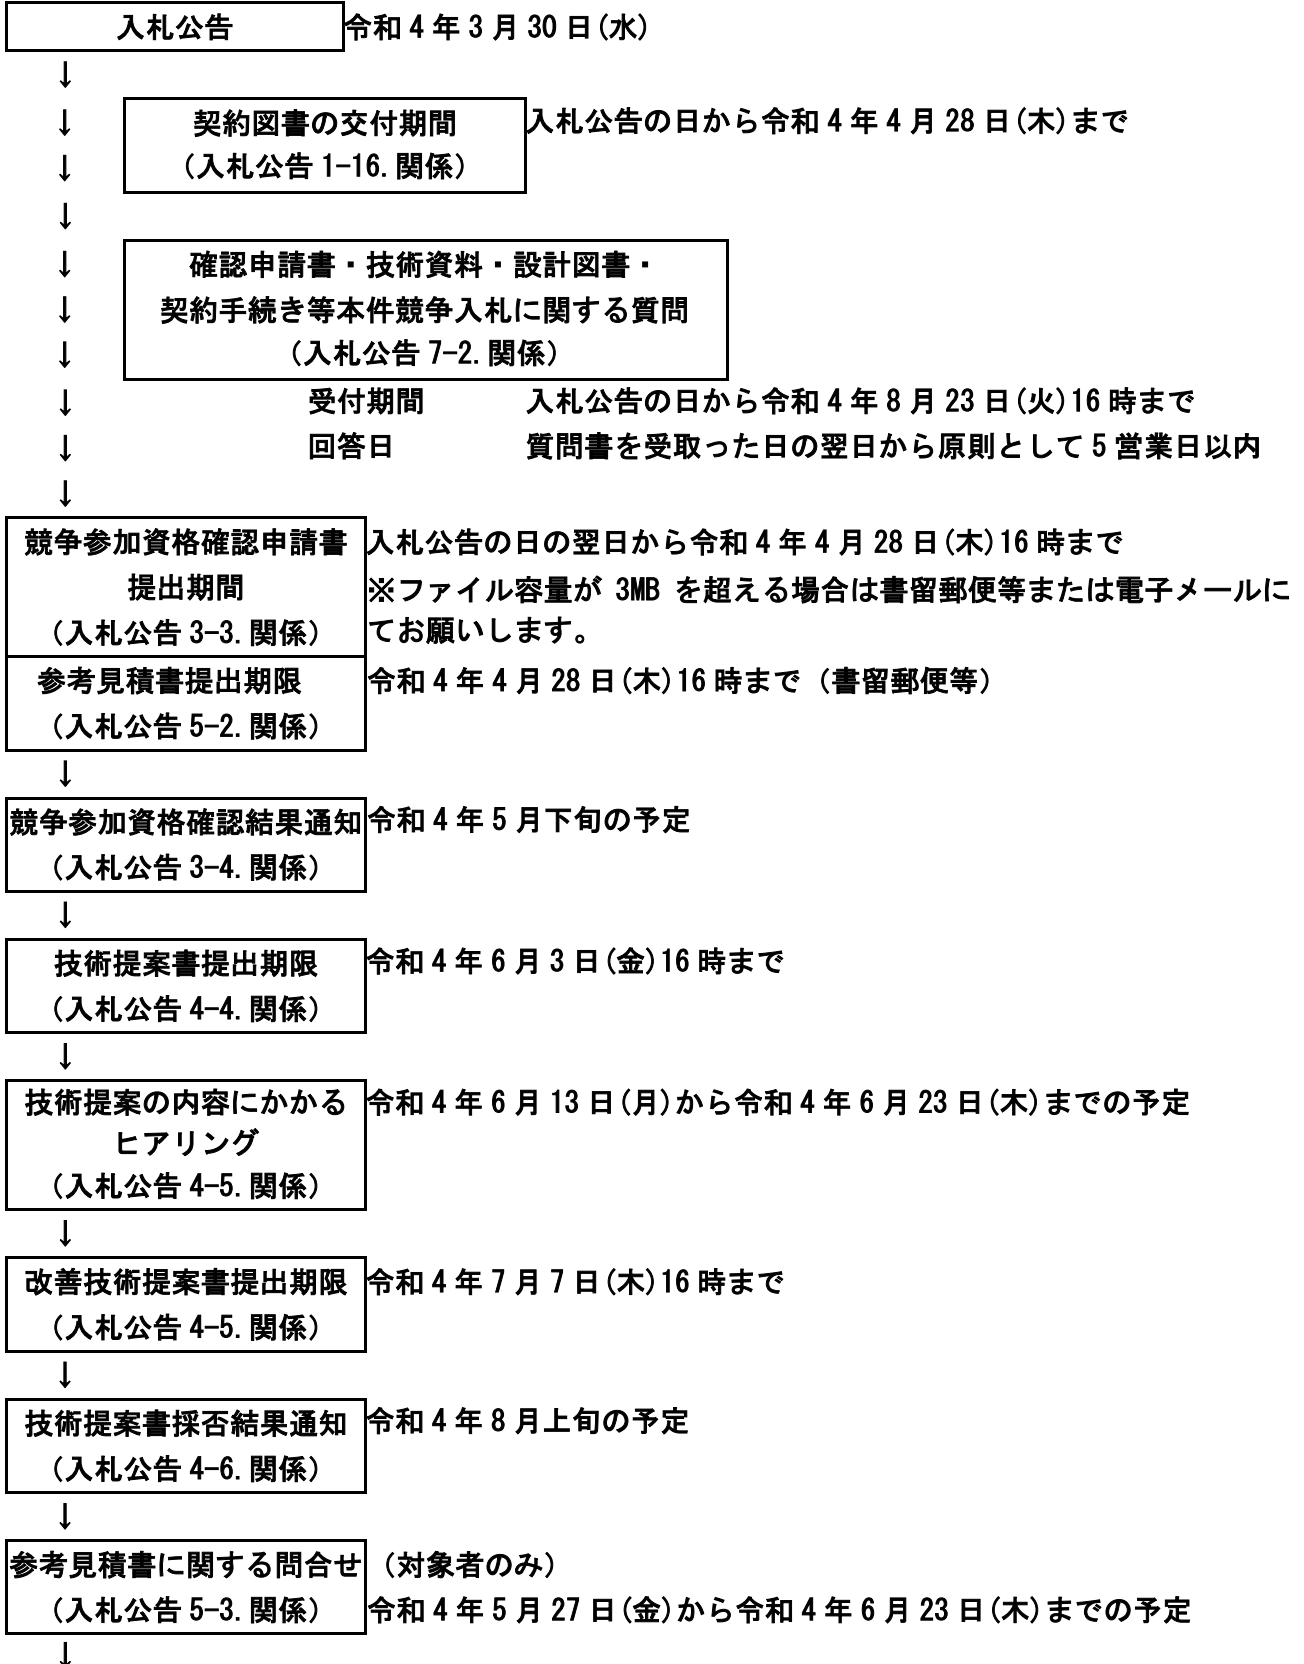 入札公告 令和4年3月30日(水)
↓
↓ 契約図書の交付期間 入札公告の日から令和4年4月28日(木)まで
↓ （入札公告1-16.関係）
↓
↓ 確認申請書・技術資料・設計図書・
↓ 契約手続き等本件競争入札に関する質問
↓ （入札公告7-2.関係）
↓ 受付期間 入札公告の日から令和4年8月23日(火)16時まで
↓ 回答日 質問書を受取った日の翌日から原則として5営業日以内
↓
競争参加資格確認申請書 入札公告の日の翌日から令和4年4月28日(木)16時まで
提出期間 ※ファイル容量が 3MB を超える場合は書留郵便等または電子メールに
（入札公告3-3.関係） てお願いします。
参考見積書提出期限 令和4年4月28日(木)16時まで（書留郵便等）
（入札公告5-2.関係）
↓
競争参加資格確認結果通知 令和4年5月下旬の予定
（入札公告3-4.関係）
↓
技術提案書提出期限 令和4年6月3日(金)16時まで
（入札公告4-4.関係）
↓
技術提案の内容にかかる 令和4年6月13日(月)から令和4年6月23日(木)までの予定
ヒアリング
（入札公告4-5.関係）
↓
改善技術提案書提出期限 令和4年7月7日(木)16時まで
（入札公告4-5.関係）
↓
技術提案書採否結果通知 令和4年8月上旬の予定
（入札公告4-6.関係）
↓
参考見積書に関する問合せ （対象者のみ）
（入札公告5-3.関係） 令和4年5月27日(金)から令和4年6月23日(木)までの予定
↓